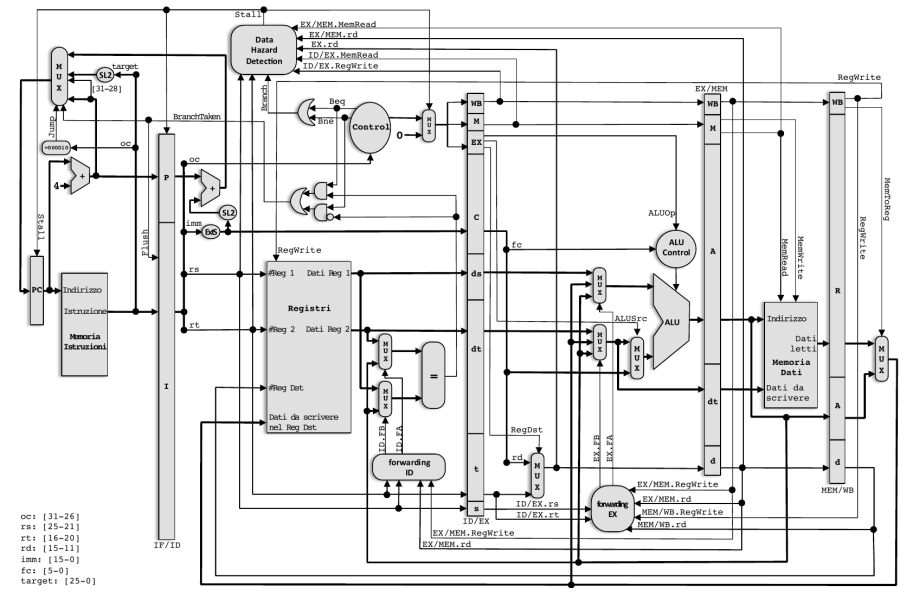 Stall
EX/MEM.MemRead
EX/MEM.rd
EX.rd
ID/EX.MemRead
ID/EX.RegWrite
Data
Hazard
Detection
RegWrite
MUX
target
SL2
[31-28]
Jump
=000010
oc
BranchTaken
Branch
Beq
Bne
Control
0
MUX
WB
M
EX
EX/MEM
WB
M
WB
4
+
P
+
SL2
oc
imm
ExtS
C
ALUOp
MemRead
MemWrite
RegWrite
MemToReg
Stall
Flush
RegWrite
fc
ALU
Control
A
PC
Indirizzo
Istruzione
Memoria
Istruzioni
rs
rt
#Reg 1
Dati Reg 1
Registri
#Reg 2
Dati Reg 2
#Reg Dst
Dati da scrivere
nel Reg Dst
MUX
MUX
=
ds
dt
MUX
MUX
ALUSrc
MUX
ALU
Indirizzo
Dati
letti
Memoria
Dati
Dati da
scrivere
R
MUX
I
dt
A
ID.FB
ID.FA
forwarding
ID
RegDst
rd
MUX
EX.FB
EX.FA
d
d
t
s
ID/EX
ID/EX.rs
ID/EX.rt
forwarding
EX
EX/MEM.RegWrite
EX/MEM.rd
MEM/WB.RegWrite
MEM/WB.rd
MEM/WB
EX/MEM.RegWrite
EX/MEM.rd
IF/ID
oc: [31-26]
rs: [25-21]
rt: [16-20]
rd: [15-11]
imm: [15-0]
fc: [5-0]
target: [25-0]